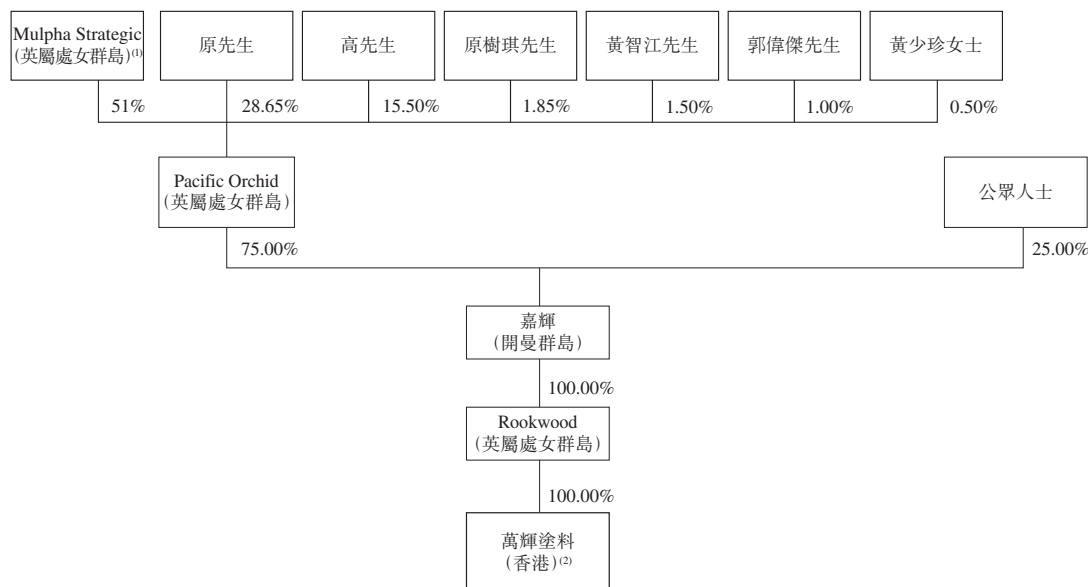 Mulpha Strategic
(英屬處女群島)(1)
原先生
高先生
原樹琪先生
黃智江先生
郭偉傑先生
黃少珍女士
51%
28.65%
15.50%
1.85%
1.50%
1.00%
0.50%
Pacific Orchid
(英屬處女群島)
公眾人士
75.00%
25.00%
嘉輝
(開曼群島)
100.00%
Rookwood
(英屬處女群島)
100.00%
萬輝塗料
(香港)(2)